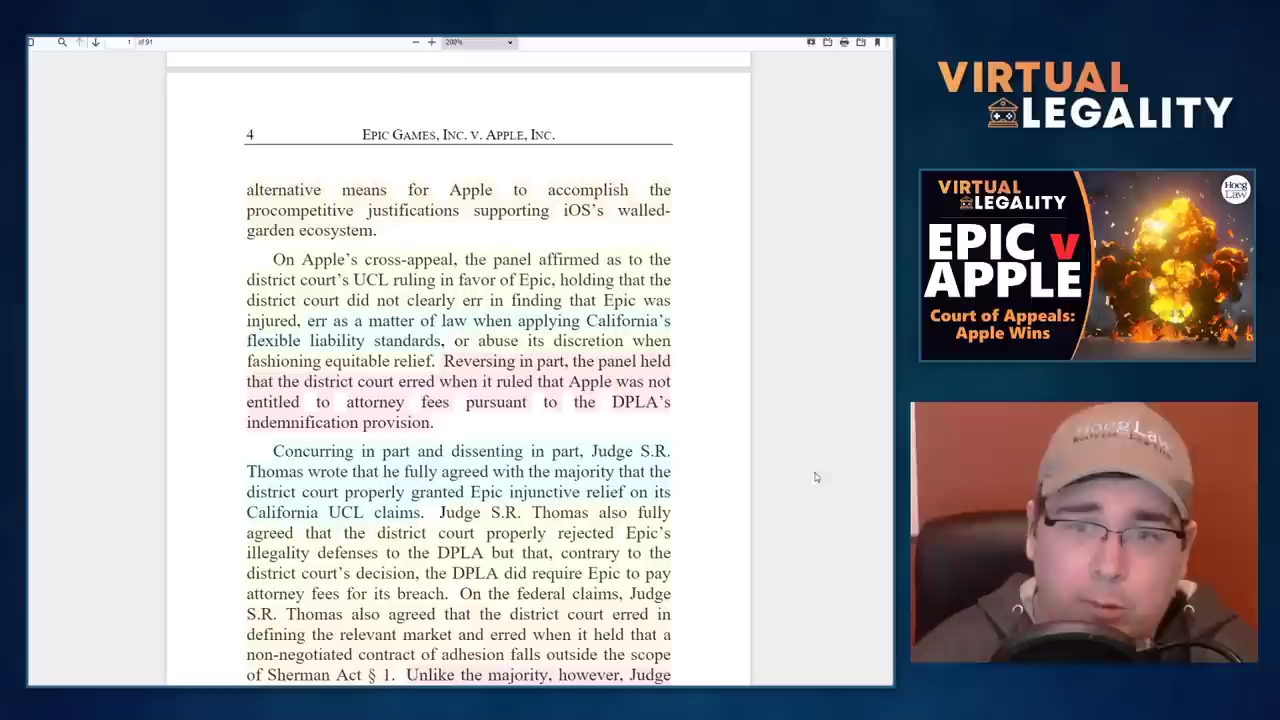 1 of 91
200%
4 EPIC GAMES, INC. V. APPLE, INC.
alternative means for Apple to accomplish the
procompetitive justifications supporting iOS’s walled-
garden ecosystem.
On Apple’s cross-appeal, the panel affirmed as to the
district court’s UCL ruling in favor of Epic, holding that the
district court did not clearly err in finding that Epic was
injured, err as a matter of law when applying California’s
flexible liability standards, or abuse its discretion when
fashioning equitable relief. Reversing in part, the panel held
that the district court erred when it ruled that Apple was not
entitled to attorney fees pursuant to the DPLA’s
indemnification provision.
Concurring in part and dissenting in part, Judge S.R.
Thomas wrote that he fully agreed with the majority that the
district court properly granted Epic injunctive relief on its
California UCL claims. Judge S.R. Thomas also fully
agreed that the district court properly rejected Epic’s
illegality defenses to the DPLA but that, contrary to the
district court’s decision, the DPLA did require Epic to pay
attorney fees for its breach. On the federal claims, Judge
S.R. Thomas also agreed that the district court erred in
defining the relevant market and erred when it held that a
non-negotiated contract of adhesion falls outside the scope
of Sherman Act § 1. Unlike the majority, however, Judge
VIRTUAL
LEGALITY
VIRTUAL
LEGALITY
Hoeg
Law
EPIC v
APPLE
Court of Appeals:
Apple Wins
Hoeg Law